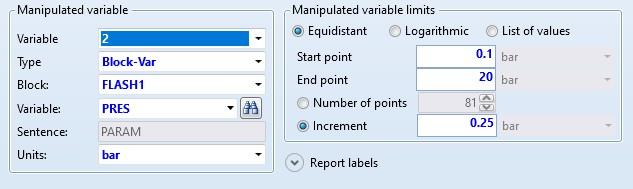 Manipulated variable
Variable 2
Type Block-Var
Block: FLASH1
Variable: PRES
Sentence: PARAM
Units: bar
Manipulated variable limits
Equidistant Logarithmic List of values
Start point 0.1 bar
End point 20 bar
Number of points 81
Increment 0.25 bar
Report labels